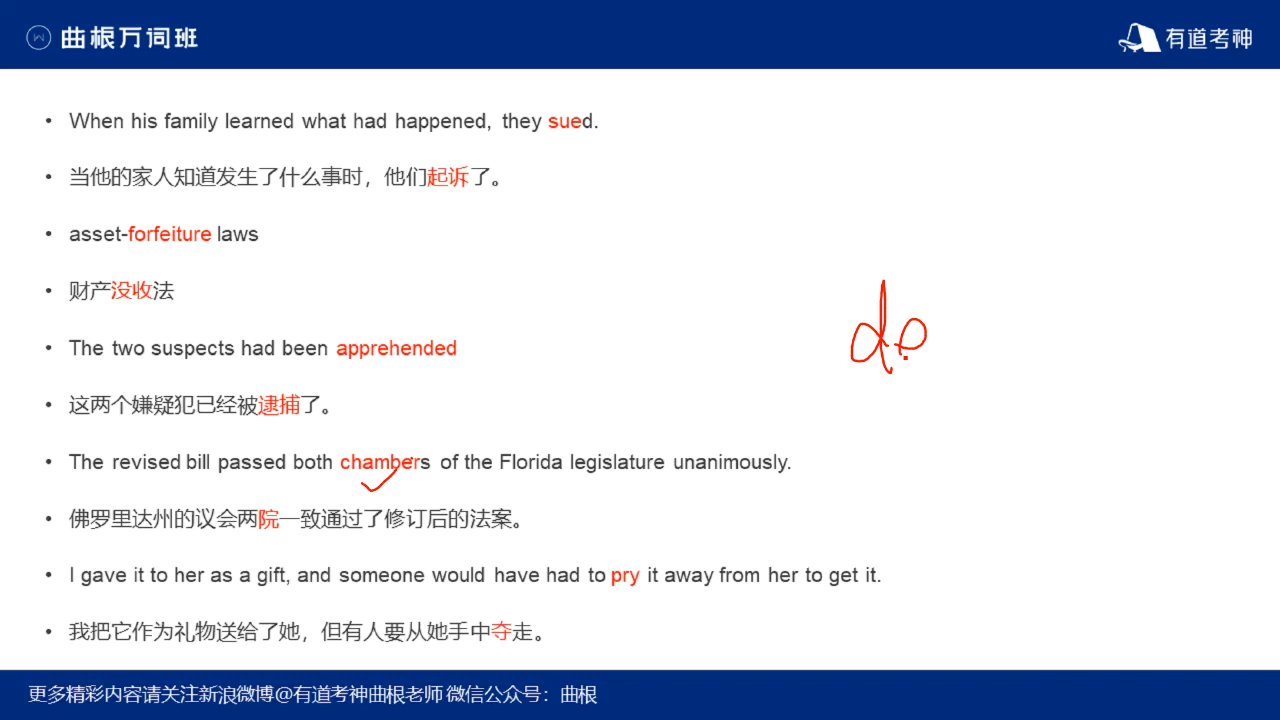 曲根万词班
有道考神
• When his family learned what had happened, they sued.
• 当他的家人知道发生了什么事时，他们起诉了。
• asset-forfeiture laws
• 财产没收法
• The two suspects had been apprehended
• 这两个嫌疑犯已经被逮捕了。
• The revised bill passed both chambers of the Florida legislature unanimously.
• 佛罗里达州的议会两院一致通过了修订后的法案。
• I gave it to her as a gift, and someone would have had to pry it away from her to get it.
• 我把它作为礼物送给了她，但有人要从她手中夺走。
de
更多精彩内容请关注新浪微博@有道考神曲根老师 微信公众号：曲根